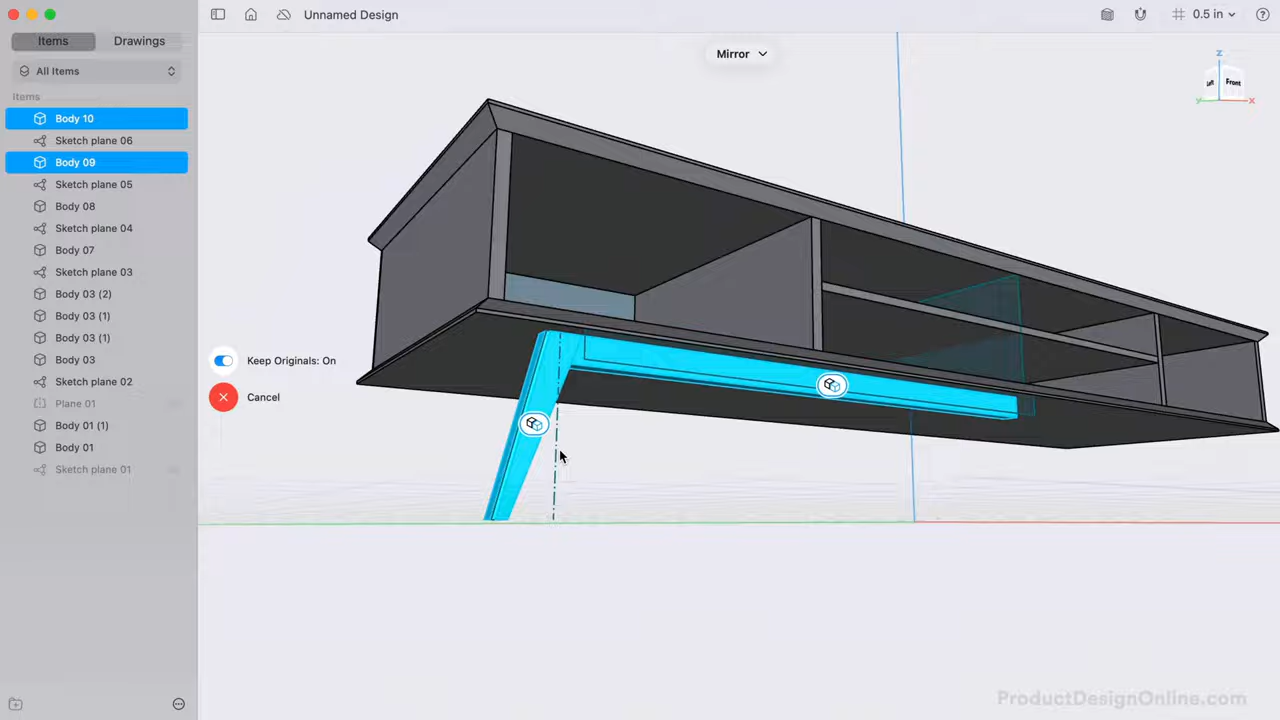 Unnamed Design
0.5 in
Items
Drawings
All Items
Items
Body 10
Sketch plane 06
Body 09
Sketch plane 05
Body 08
Sketch plane 04
Body 07
Sketch plane 03
Body 03 (2)
Body 03 (1)
Body 03 (1)
Body 03
Sketch plane 02
Plane 01
Body 01 (1)
Body 01
Sketch plane 01
Mirror
Z
Left
Front
Y
X
Keep Originals: On
Cancel
ProductDesignOnline.com